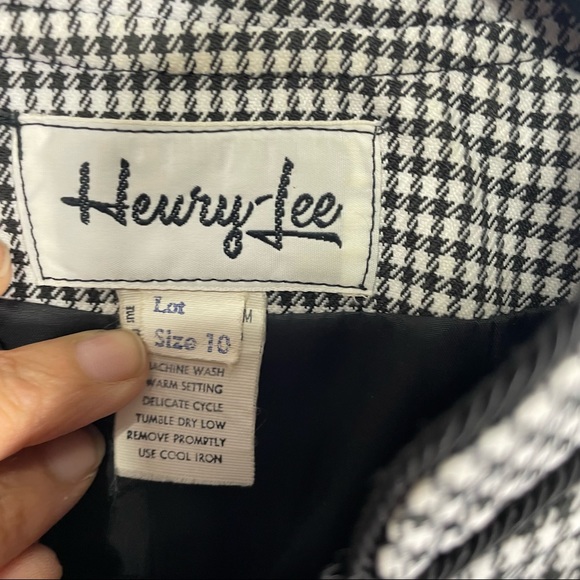 Henry-Lee
Lot
Size 10
MACHINE WASH
WARM SETTING
DELICATE CYCLE
TUMBLE DRY LOW
REMOVE PROMPTLY
USE COOL IRON